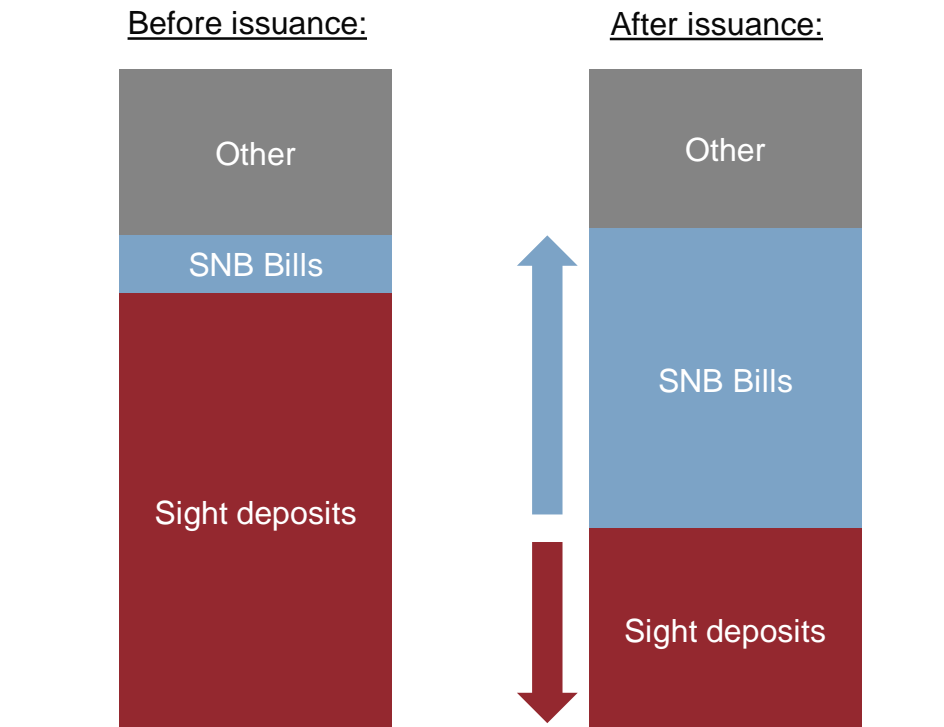 Before issuance:
After issuance:
Other
SNB Bills
Sight deposits
Other
SNB Bills
Sight deposits